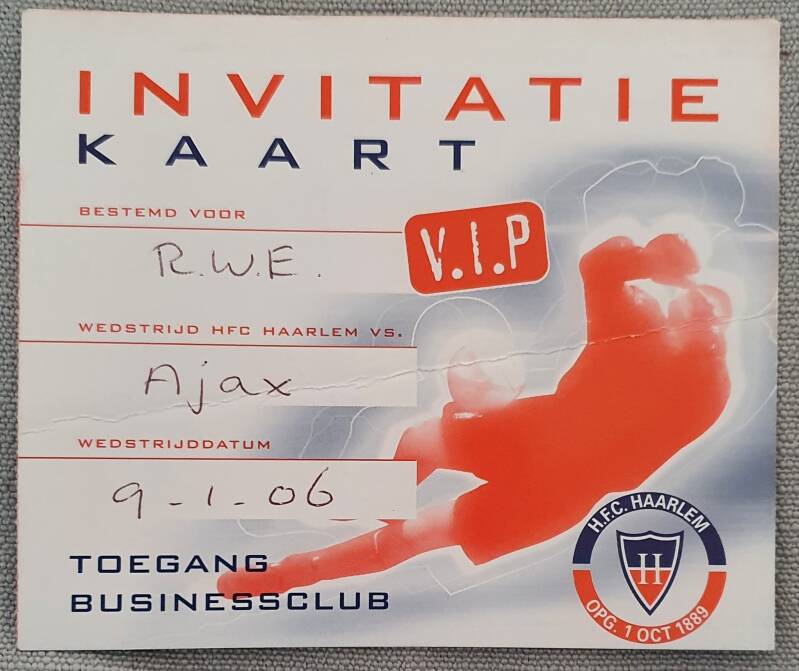 INVITATIE
KAART
BESTEMD VOOR
V.I.P
R.W.E.
WEDSTRIJD HFC HAARLEM VS.
Ajax
WEDSTRIJDDATUM
9-1-06
TOEGANG
BUSINESSCLUB
H.F.C. HAARLEM
H
OPG. 1 OCT 1889